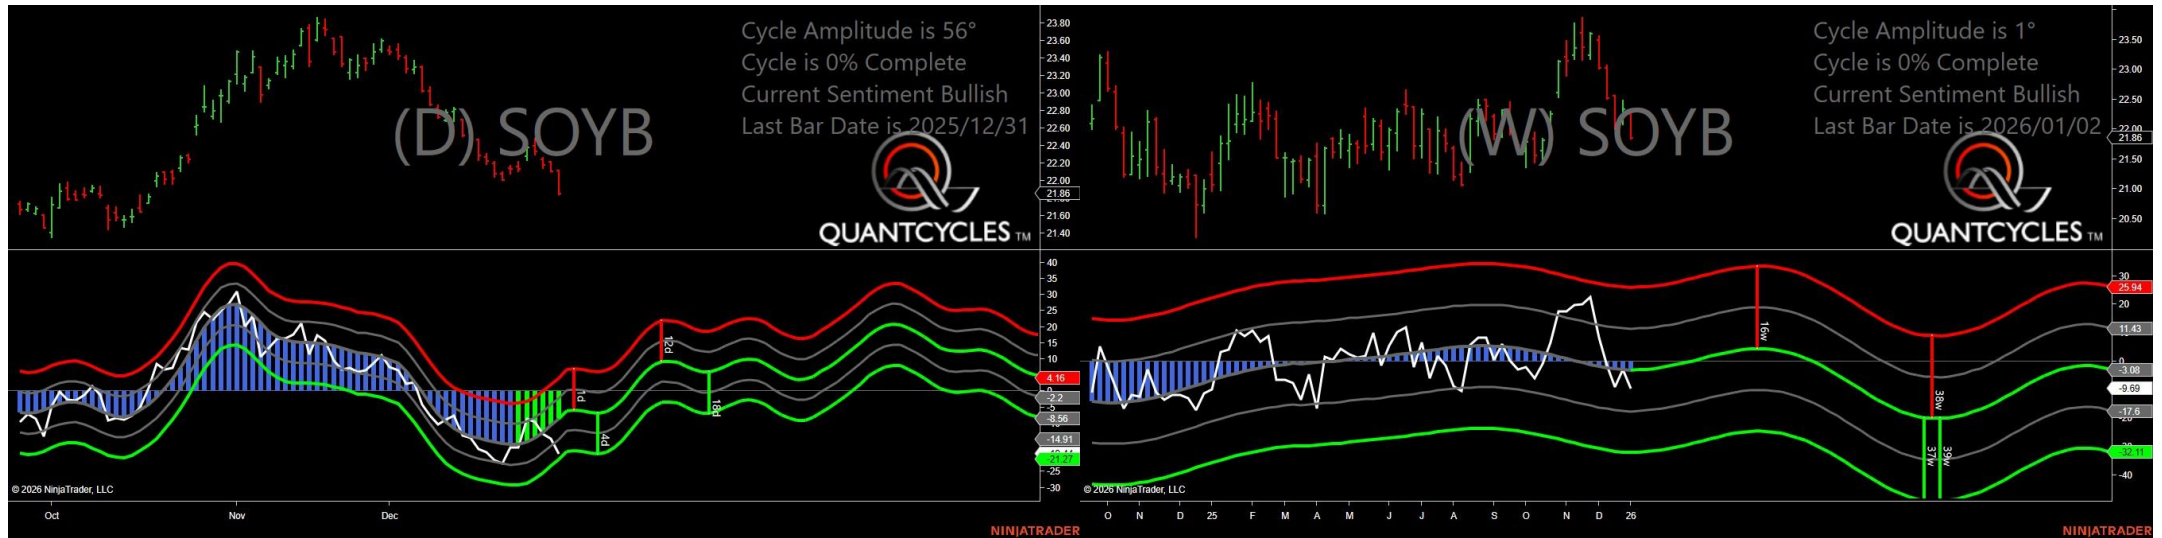 Cycle Amplitude is 56°
Cycle is 0% Complete
Current Sentiment Bullish
Last Bar Date is 2025/12/31
(D) SOYB
QUANTCYCLES TM
23.80
23.60
23.40
23.20
23.00
22.80
22.60
22.40
22.20
22.00
21.86
21.60
21.40
40
35
30
25
20
15
10
4.16
-2.2
-5
-8.56
-14.91
-21.27
-25
-30
1d
4d
12d
18d
© 2026 NinjaTrader, LLC
Oct Nov Dec
NINJATRADER
Cycle Amplitude is 1°
Cycle is 0% Complete
Current Sentiment Bullish
Last Bar Date is 2026/01/02
(W) SOYB
QUANTCYCLES TM
23.50
23.00
22.50
22.00
21.86
21.50
21.00
20.50
30
25.94
20
11.43
0
-3.08
-9.69
-17.6
-32.11
-40
16w
38w
37w
39w
© 2026 NinjaTrader, LLC
O N D 25 F M A M J J A S O N D 26
NINJATRADER